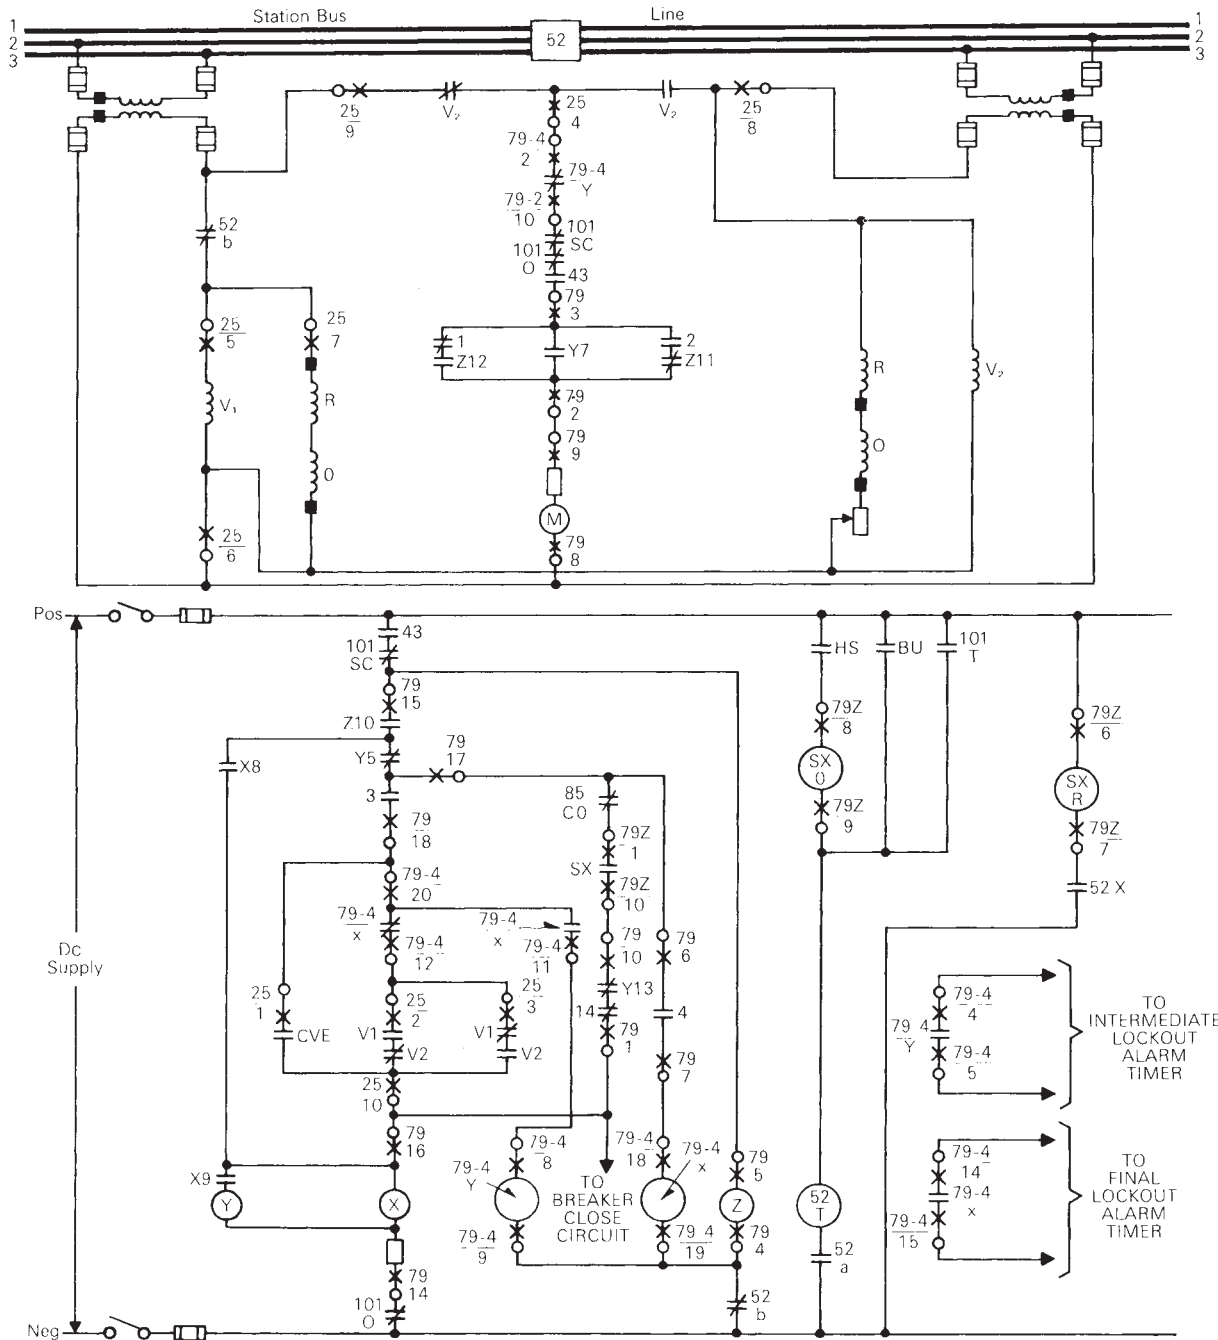 Station Bus
Line
1
2
3
52
1
2
3
25
9
V₂
25
4
V₂
25
8
79-4
2
79-4
Y
79-2
10
101
SC
101
O
43
79
3
52
b
25
5
25
7
1
Z12
Y7
2
Z11
V₁
R
O
79
2
79
9
R
O
V₂
25
6
M
79
8
Pos
43
101
SC
79
15
Z10
X8
Y5
79
17
3
79
18
79-4
20
79-4
x
79-4
12
79-4
x
79-4
11
85
CO
79Z
1
SX
79Z
10
79
10
Y13
14
79
1
79
6
4
79
7
HS
BU
101
T
79Z
8
SX
O
79Z
9
79Z
6
SX
R
79Z
7
52 X
Dc
Supply
25
1
CVE
25
2
V1
V2
25
3
V1
V2
25
10
79
16
X9
Y
X
79-4
8
79-4
Y
79-4
9
TO
BREAKER
CLOSE
CIRCUIT
79-4
18
79-4
x
79 4
19
79
5
Z
79
4
52
T
52
a
52
b
79
14
101
O
79-4
4
79 4
Y
79-4
5
TO
INTERMEDIATE
LOCKOUT
ALARM
TIMER
79-4
14
79-4
x
79-4
15
TO
FINAL
LOCKOUT
ALARM
TIMER
Neg